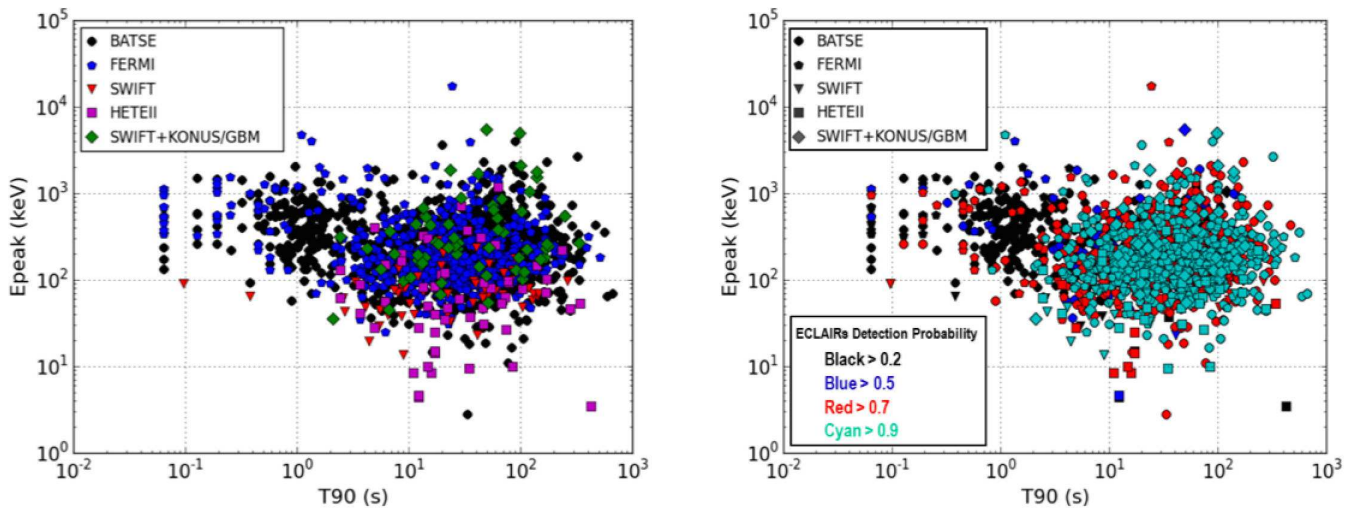 10^5
10^4
10^3
10^2
10^1
10^0
Epeak (keV)
BATSE
FERMI
SWIFT
HETEII
SWIFT+KONUS/GBM
10^-2
10^-1
10^0
10^1
10^2
10^3
T90 (s)
10^5
10^4
10^3
10^2
10^1
10^0
Epeak (keV)
BATSE
FERMI
SWIFT
HETEII
SWIFT+KONUS/GBM
ECLAIRs Detection Probability
Black > 0.2
Blue > 0.5
Red > 0.7
Cyan > 0.9
10^-2
10^-1
10^0
10^1
10^2
10^3
T90 (s)